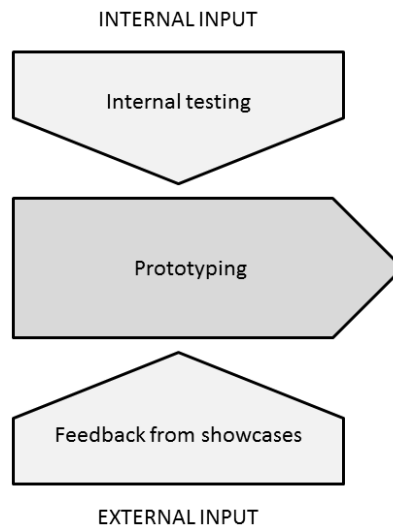 INTERNAL INPUT
Internal testing
Prototyping
Feedback from showcases
EXTERNAL INPUT